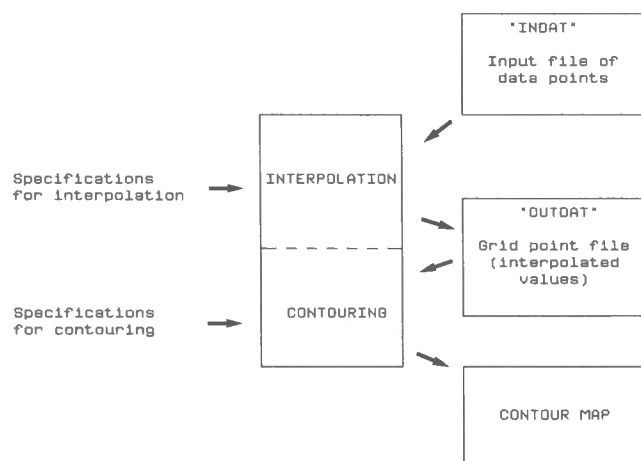 "INDAT"
Input file of
data points
INTERPOLATION
Specifications
for interpolation
"OUTDAT"
Grid point file
(interpolated
values)
CONTOURING
Specifications
for contouring
CONTOUR MAP